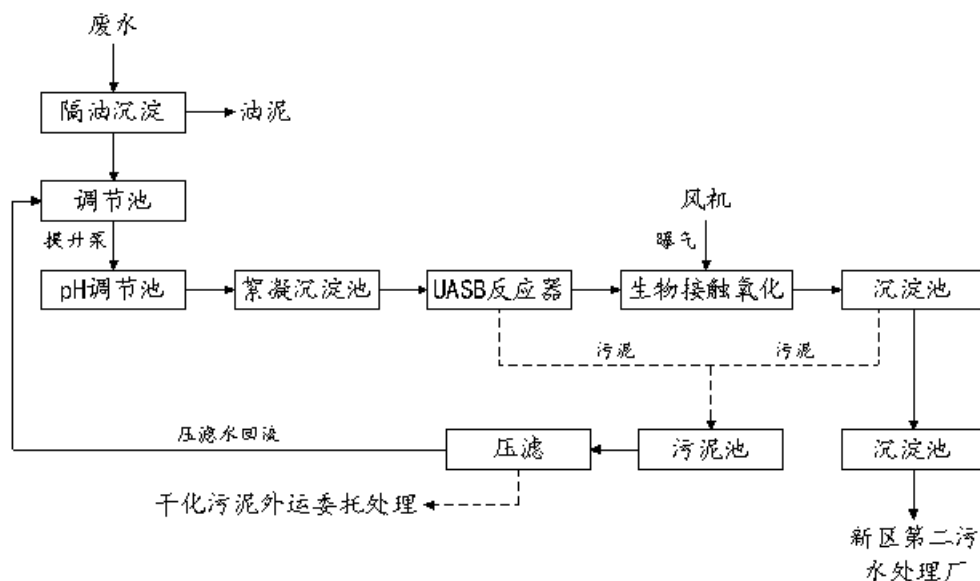 废水
隔油沉淀
油泥
调节池
风机
提升泵
曝气
pH调节池
絮凝沉淀池
UASB反应器
生物接触氧化
沉淀池
污泥
污泥
压滤水回流
压滤
污泥池
沉淀池
干化污泥外运委托处理
新区第二污
水处理厂